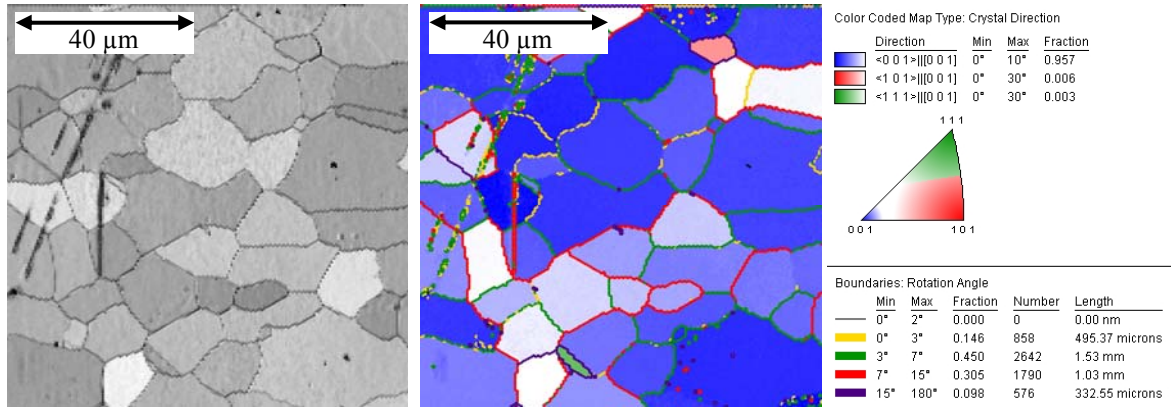 40 µm
40 µm
Color Coded Map Type: Crystal Direction
Direction Min Max Fraction
<0 0 1>||[0 0 1] 0° 10° 0.957
<1 0 1>||[0 0 1] 0° 30° 0.006
<1 1 1>||[0 0 1] 0° 30° 0.003
1 1 1
0 0 1 1 0 1
Boundaries: Rotation Angle
Min Max Fraction Number Length
0° 2° 0.000 0 0.00 nm
0° 3° 0.146 858 495.37 microns
3° 7° 0.450 2642 1.53 mm
7° 15° 0.305 1790 1.03 mm
15° 180° 0.098 576 332.55 microns